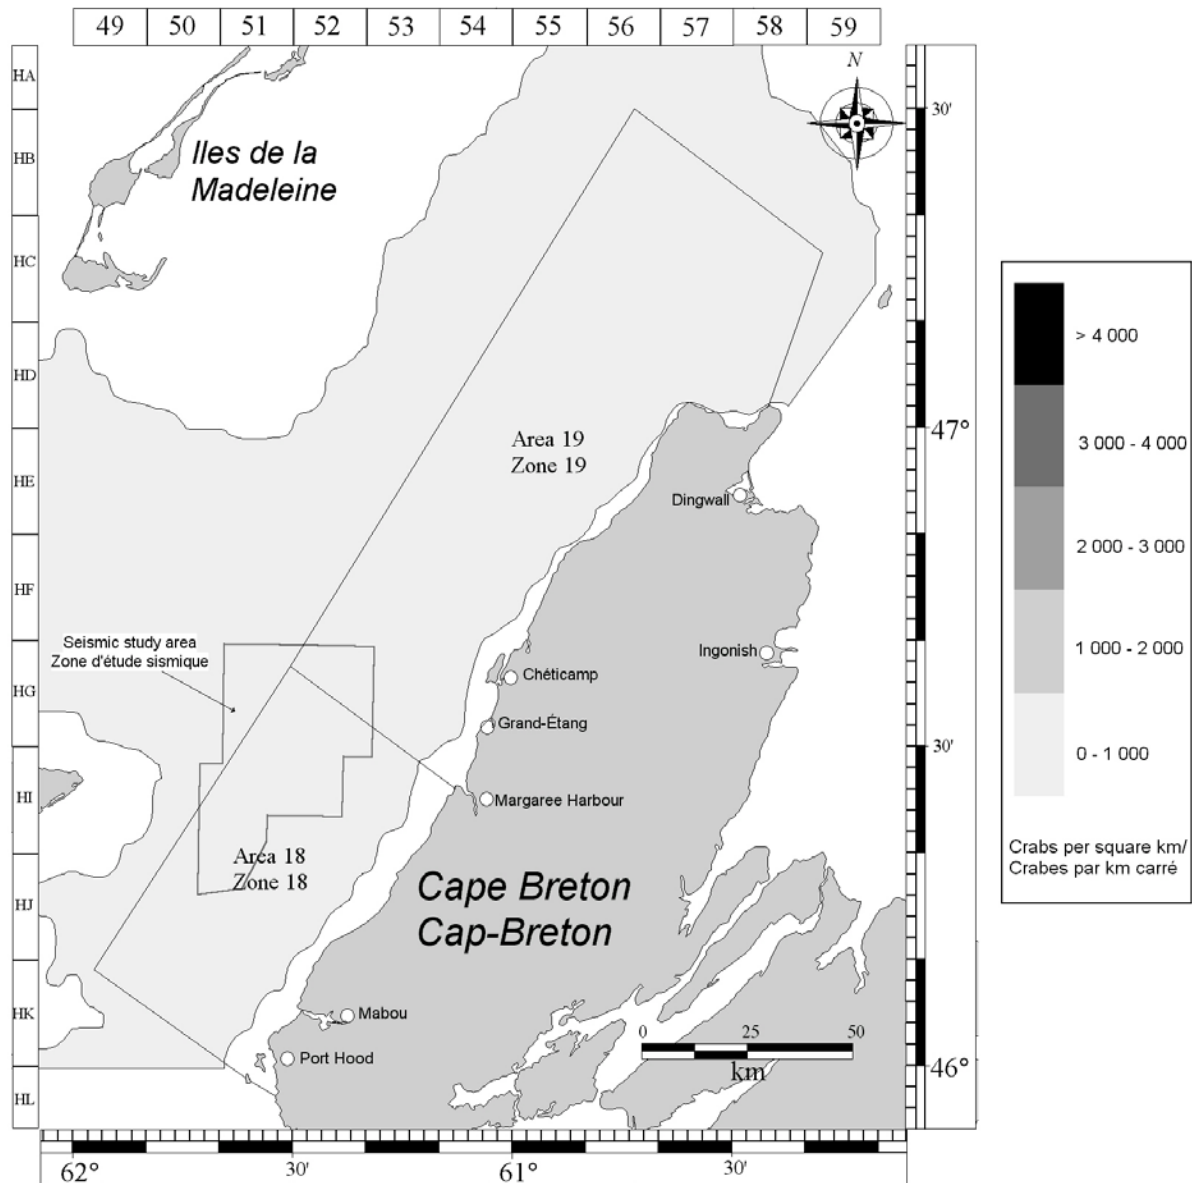 49 50 51 52 53 54 55 56 57 58 59
HA
HB
HC
HD
HE
HF
HG
HI
HJ
HK
HL
N
Iles de la
Madeleine
30'
47°
30'
46°
Area 19
Zone 19
Dingwall
Seismic study area
Zone d'étude sismique
Ingonish
Chéticamp
Grand-Étang
Margaree Harbour
Area 18
Zone 18
Cape Breton
Cap-Breton
Mabou
Port Hood
0 25 50
km
62° 30' 61° 30'
> 4 000
3 000 - 4 000
2 000 - 3 000
1 000 - 2 000
0 - 1 000
Crabs per square km/
Crabes par km carré